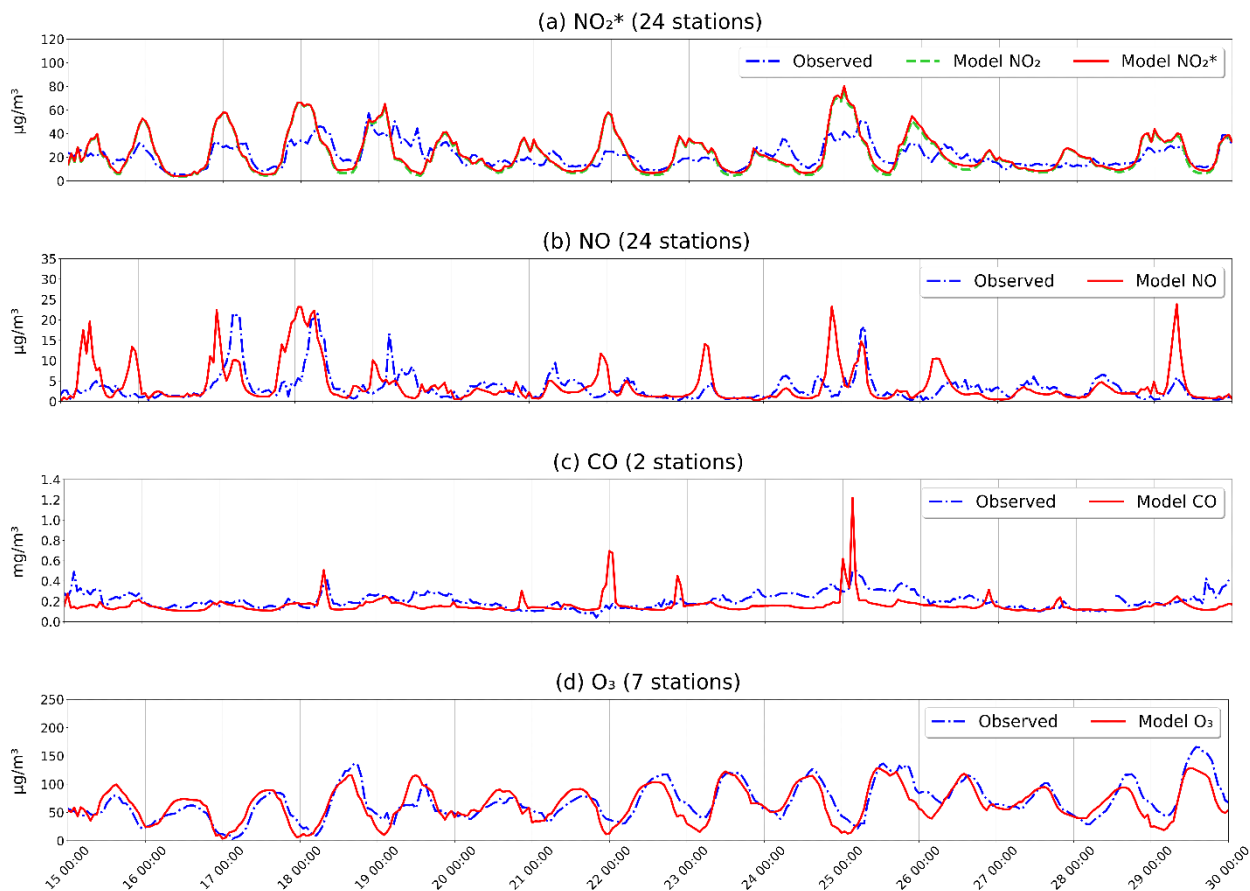 (a) NO₂* (24 stations)
120
100
80
60
40
20
0
µg/m³
Observed
Model NO₂
Model NO₂*
(b) NO (24 stations)
35
30
25
20
15
10
5
0
µg/m³
Observed
Model NO
(c) CO (2 stations)
1.4
1.2
1.0
0.8
0.6
0.4
0.2
0.0
mg/m³
Observed
Model CO
(d) O₃ (7 stations)
250
200
150
100
50
0
µg/m³
Observed
Model O₃
15 00:00
16 00:00
17 00:00
18 00:00
19 00:00
20 00:00
21 00:00
22 00:00
23 00:00
24 00:00
25 00:00
26 00:00
27 00:00
28 00:00
29 00:00
30 00:00